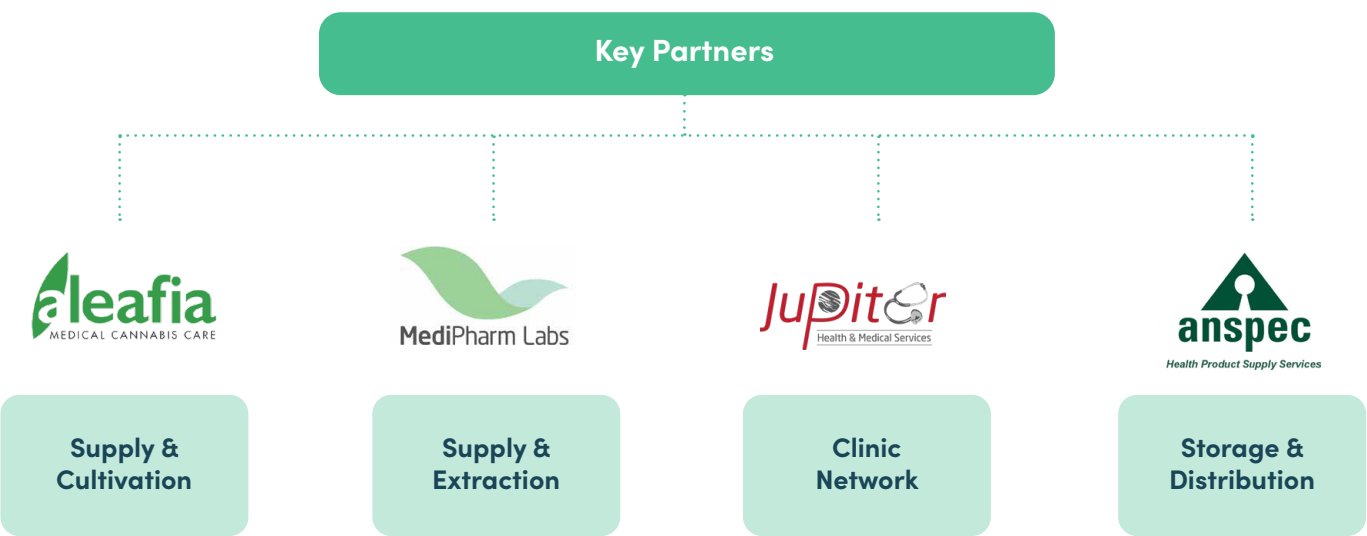 Key Partners
aleafia
MEDICAL CANNABIS CARE
MediPharm Labs
Jupiter
Health & Medical Services
anspec
Health Product Supply Services
Supply &
Cultivation
Supply &
Extraction
Clinic
Network
Storage &
Distribution